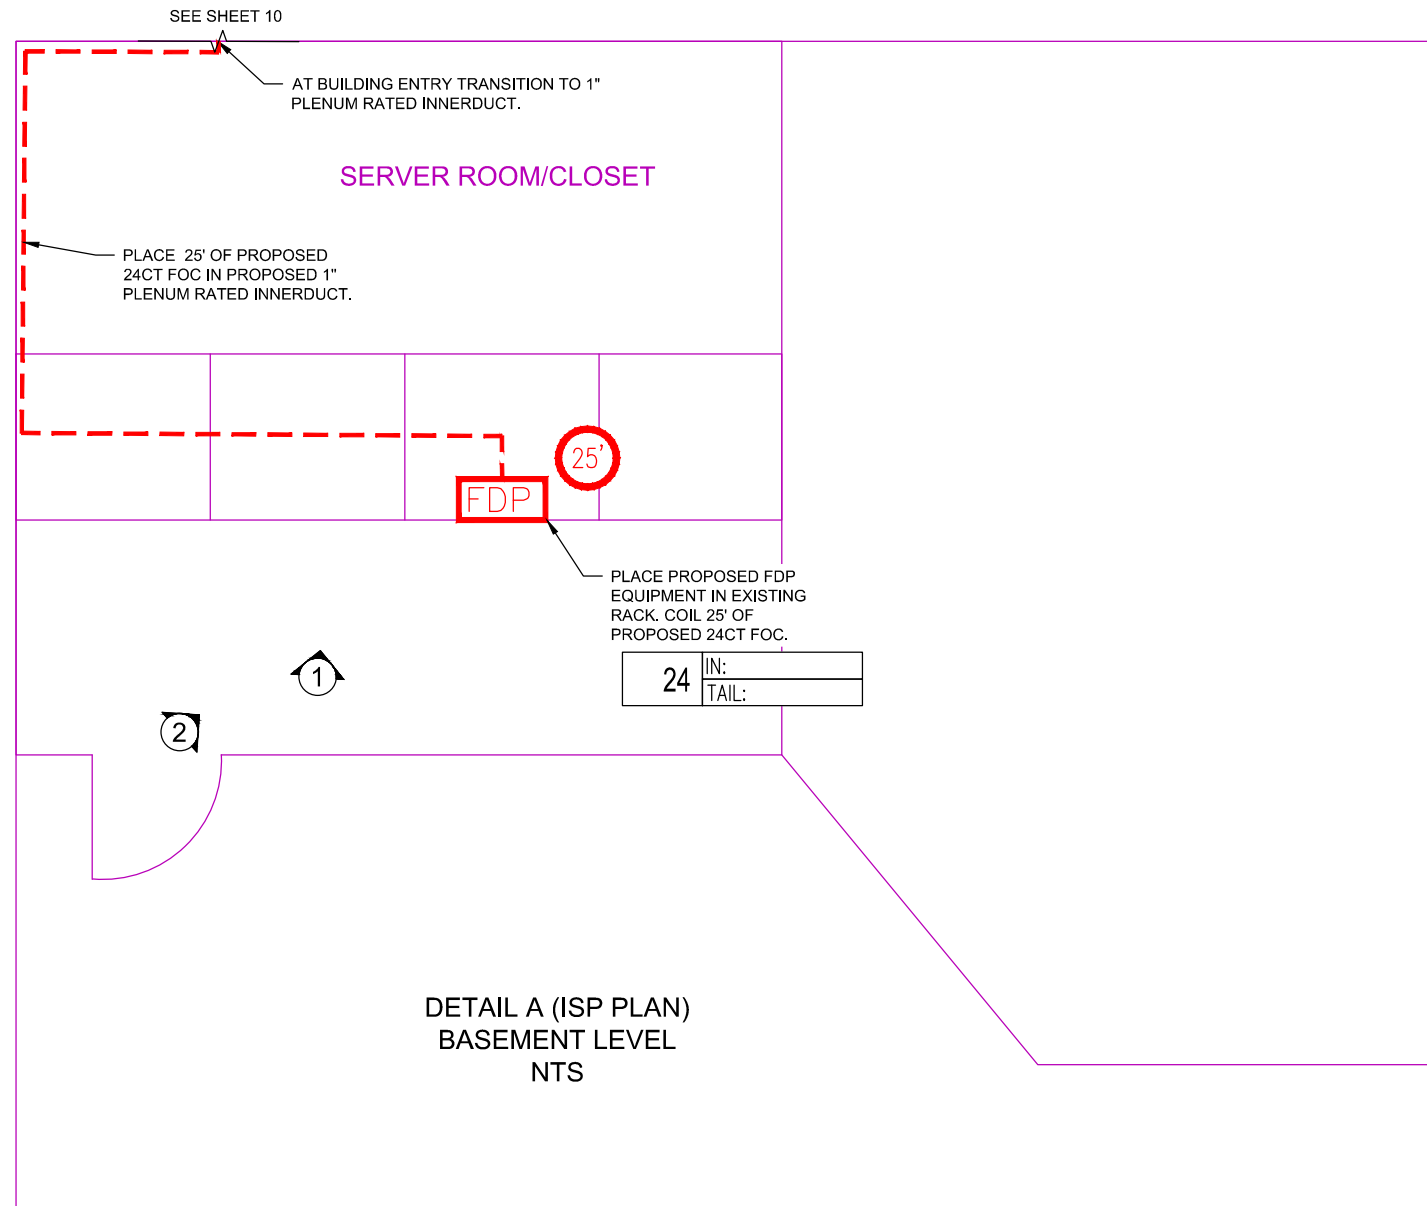 SEE SHEET 10
AT BUILDING ENTRY TRANSITION TO 1"
PLENUM RATED INNERDUCT.
SERVER ROOM/CLOSET
PLACE 25' OF PROPOSED
24CT FOC IN PROPOSED 1"
PLENUM RATED INNERDUCT.
25'
FDP
PLACE PROPOSED FDP
EQUIPMENT IN EXISTING
RACK. COIL 25' OF
PROPOSED 24CT FOC.
24
IN:
TAIL:
1
2
DETAIL A (ISP PLAN)
BASEMENT LEVEL
NTS